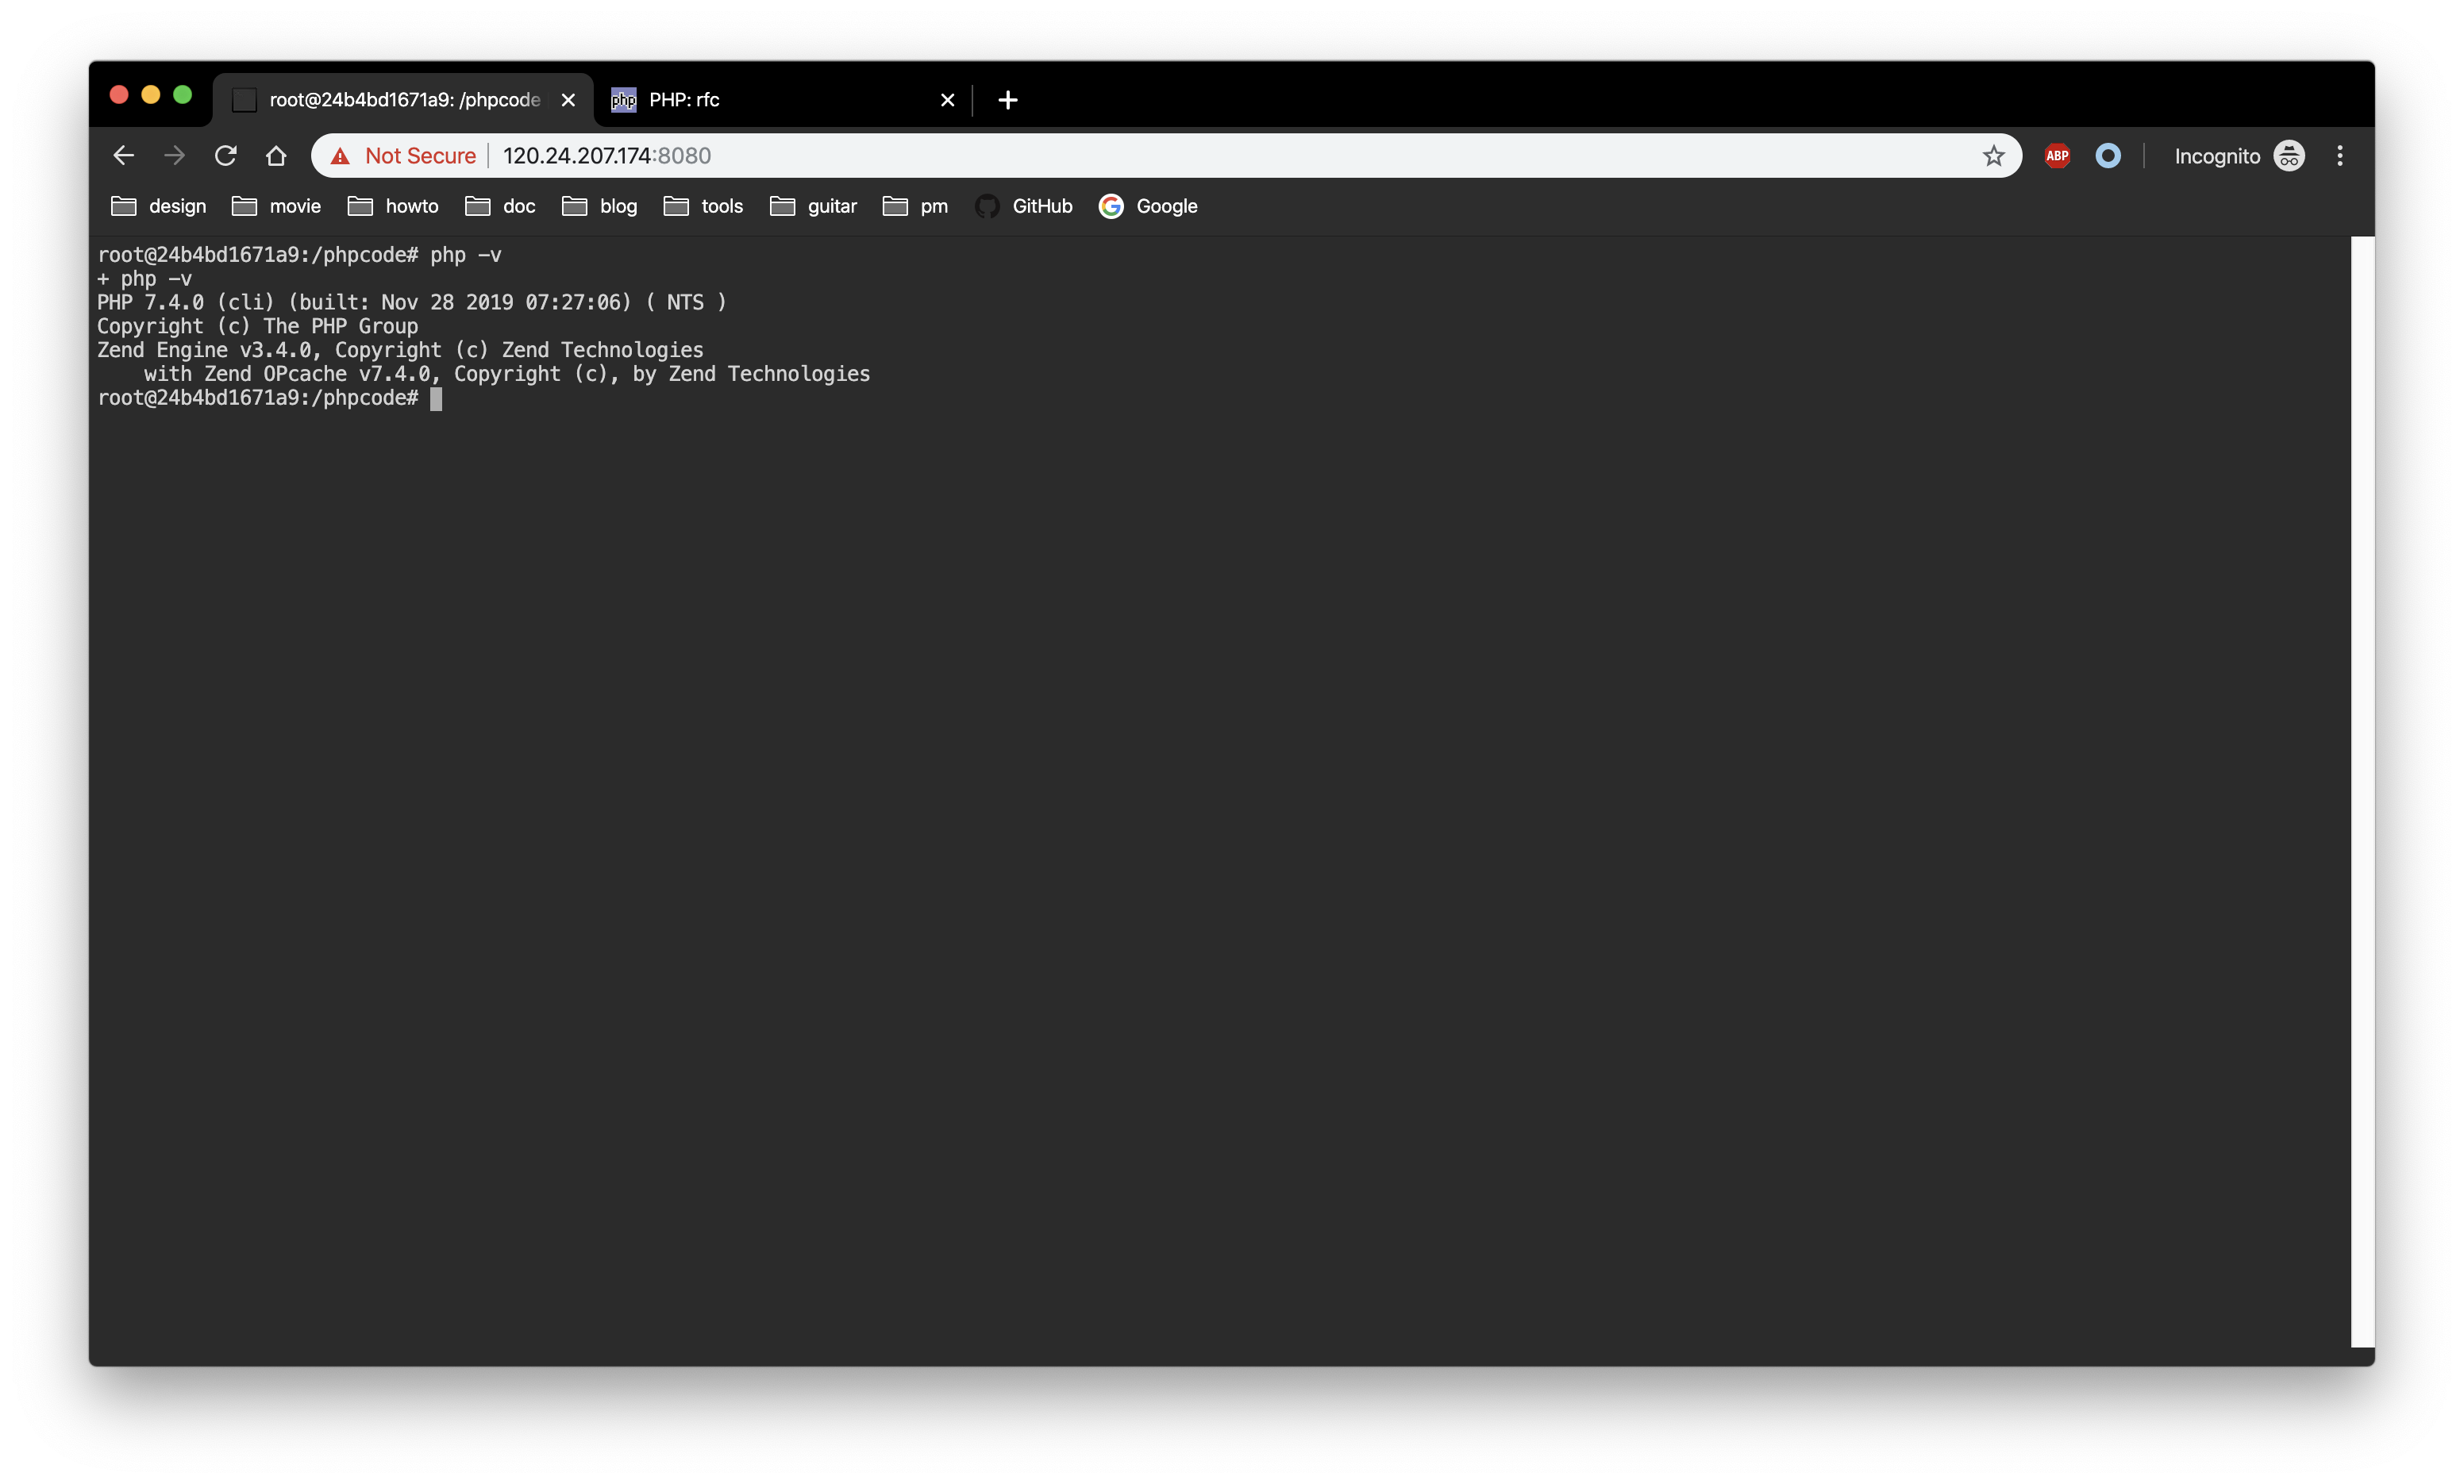 root@24b4bd1671a9: /phpcode
php PHP: rfc
Not Secure 120.24.207.174:8080
ABP
Incognito
design movie howto doc blog tools guitar pm GitHub Google
root@24b4bd1671a9:/phpcode# php -v
+ php -v
PHP 7.4.0 (cli) (built: Nov 28 2019 07:27:06) ( NTS )
Copyright (c) The PHP Group
Zend Engine v3.4.0, Copyright (c) Zend Technologies
    with Zend OPcache v7.4.0, Copyright (c), by Zend Technologies
root@24b4bd1671a9:/phpcode#